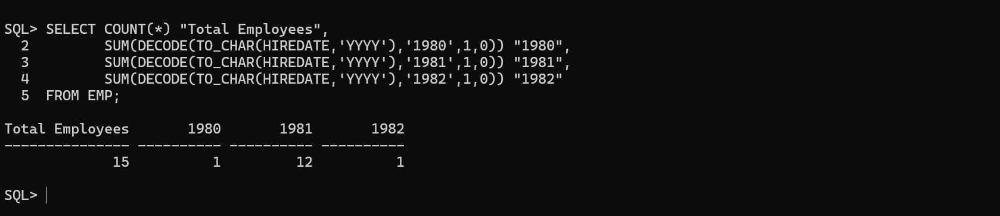 SQL> SELECT COUNT(*) "Total Employees",
  2         SUM(DECODE(TO_CHAR(HIREDATE,'YYYY'),'1980',1,0)) "1980",
  3         SUM(DECODE(TO_CHAR(HIREDATE,'YYYY'),'1981',1,0)) "1981",
  4         SUM(DECODE(TO_CHAR(HIREDATE,'YYYY'),'1982',1,0)) "1982"
  5  FROM EMP;
Total Employees       1980       1981       1982
--------------- ---------- ---------- ----------
             15          1         12          1
SQL>